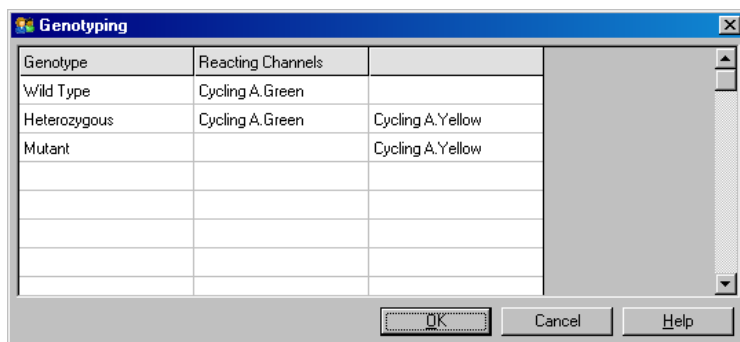 Genotyping
Genotype Reacting Channels
Wild Type Cycling A.Green
Heterozygous Cycling A.Green Cycling A.Yellow
Mutant Cycling A.Yellow
OK Cancel Help